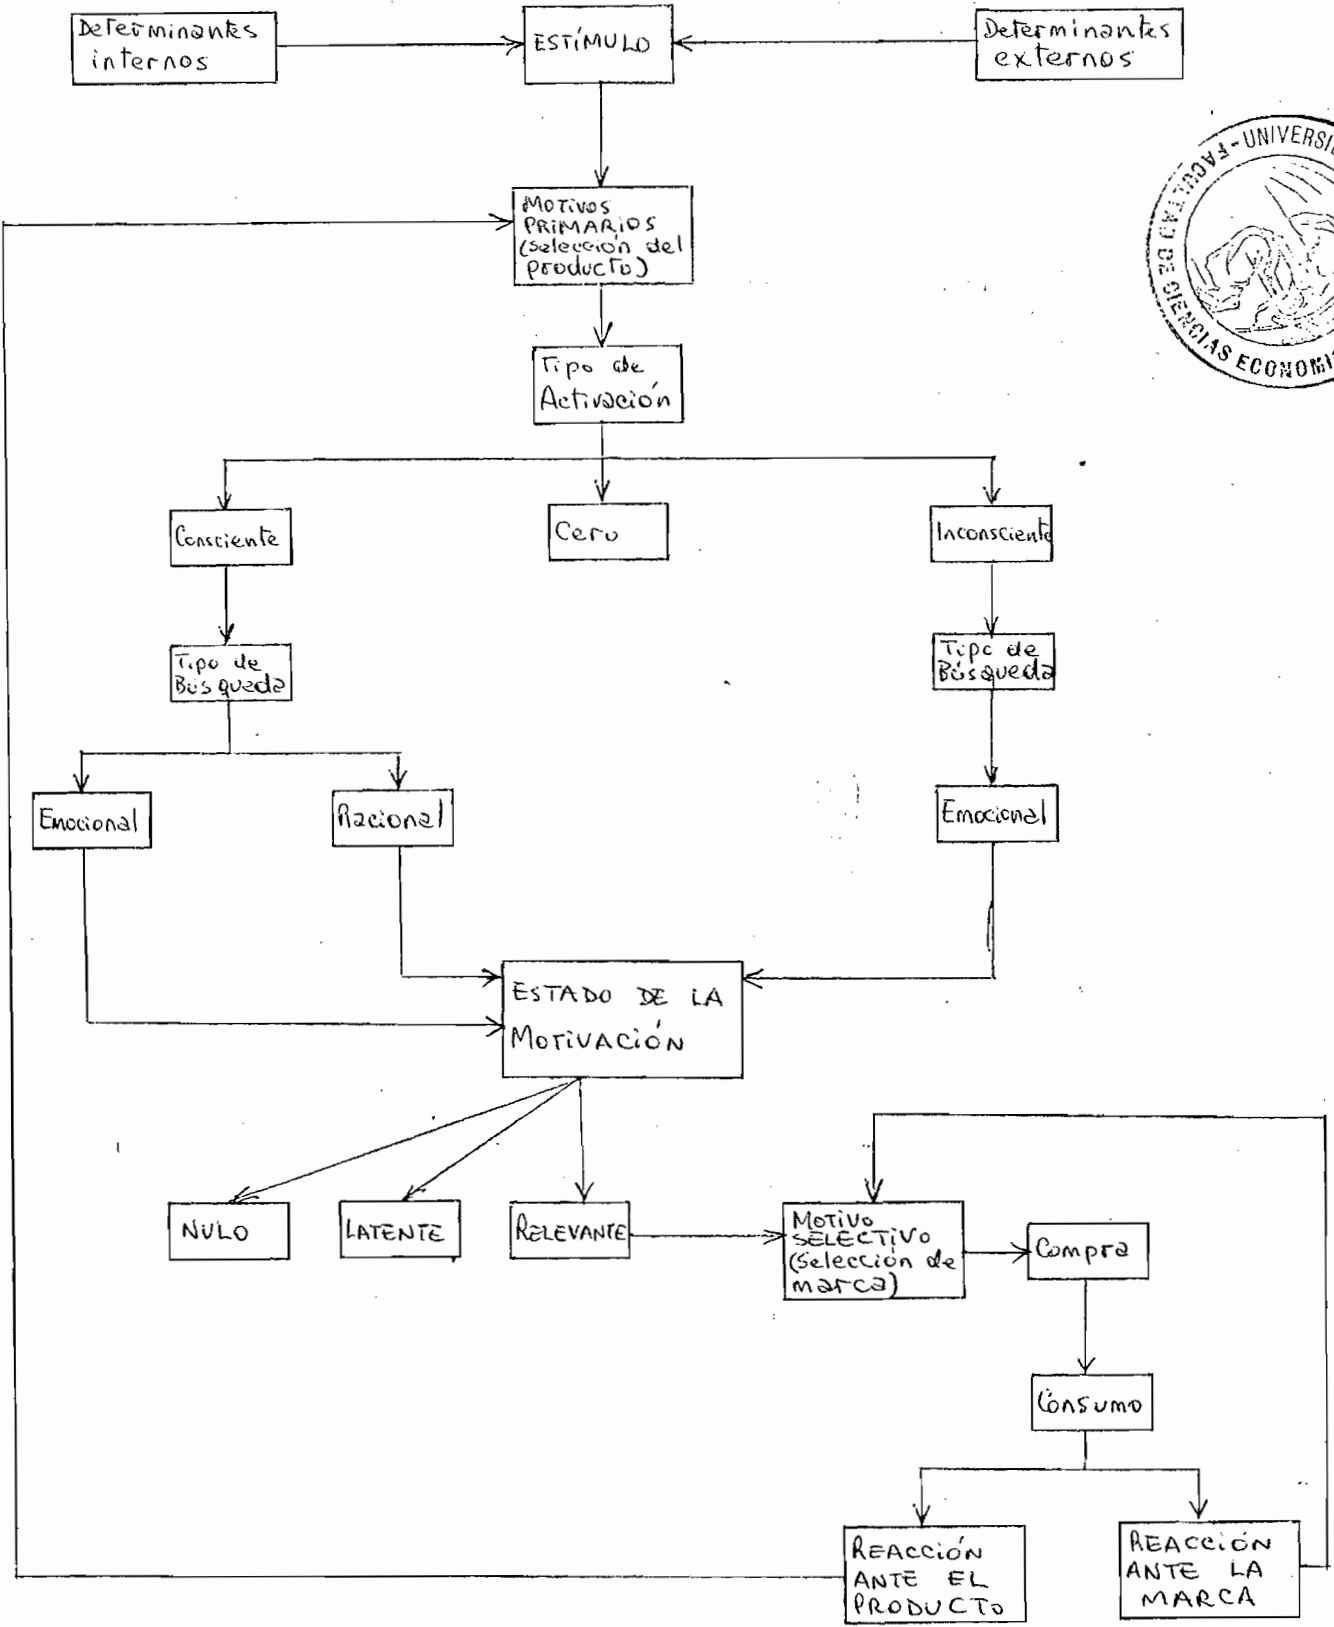 Determinantes
internos
ESTÍMULO
Determinantes
externos
FACULTAD DE CIENCIAS
MOTIVOS
PRIMARIOS
(selección del
producto)
Tipo de
Activación
Consciente
Cero
Inconsciente
Tipo de
Búsqueda
Tipo de
Búsqueda
Emocional
Racional
Emocional
ESTADO DE LA
MOTIVACIÓN
NULO
LATENTE
RELEVANTE
MOTIVO
SELECTIVO
(selección de
marca)
Compra
Consumo
REACCIÓN
ANTE EL
PRODUCTO
REACCIÓN
ANTE LA
MARCA